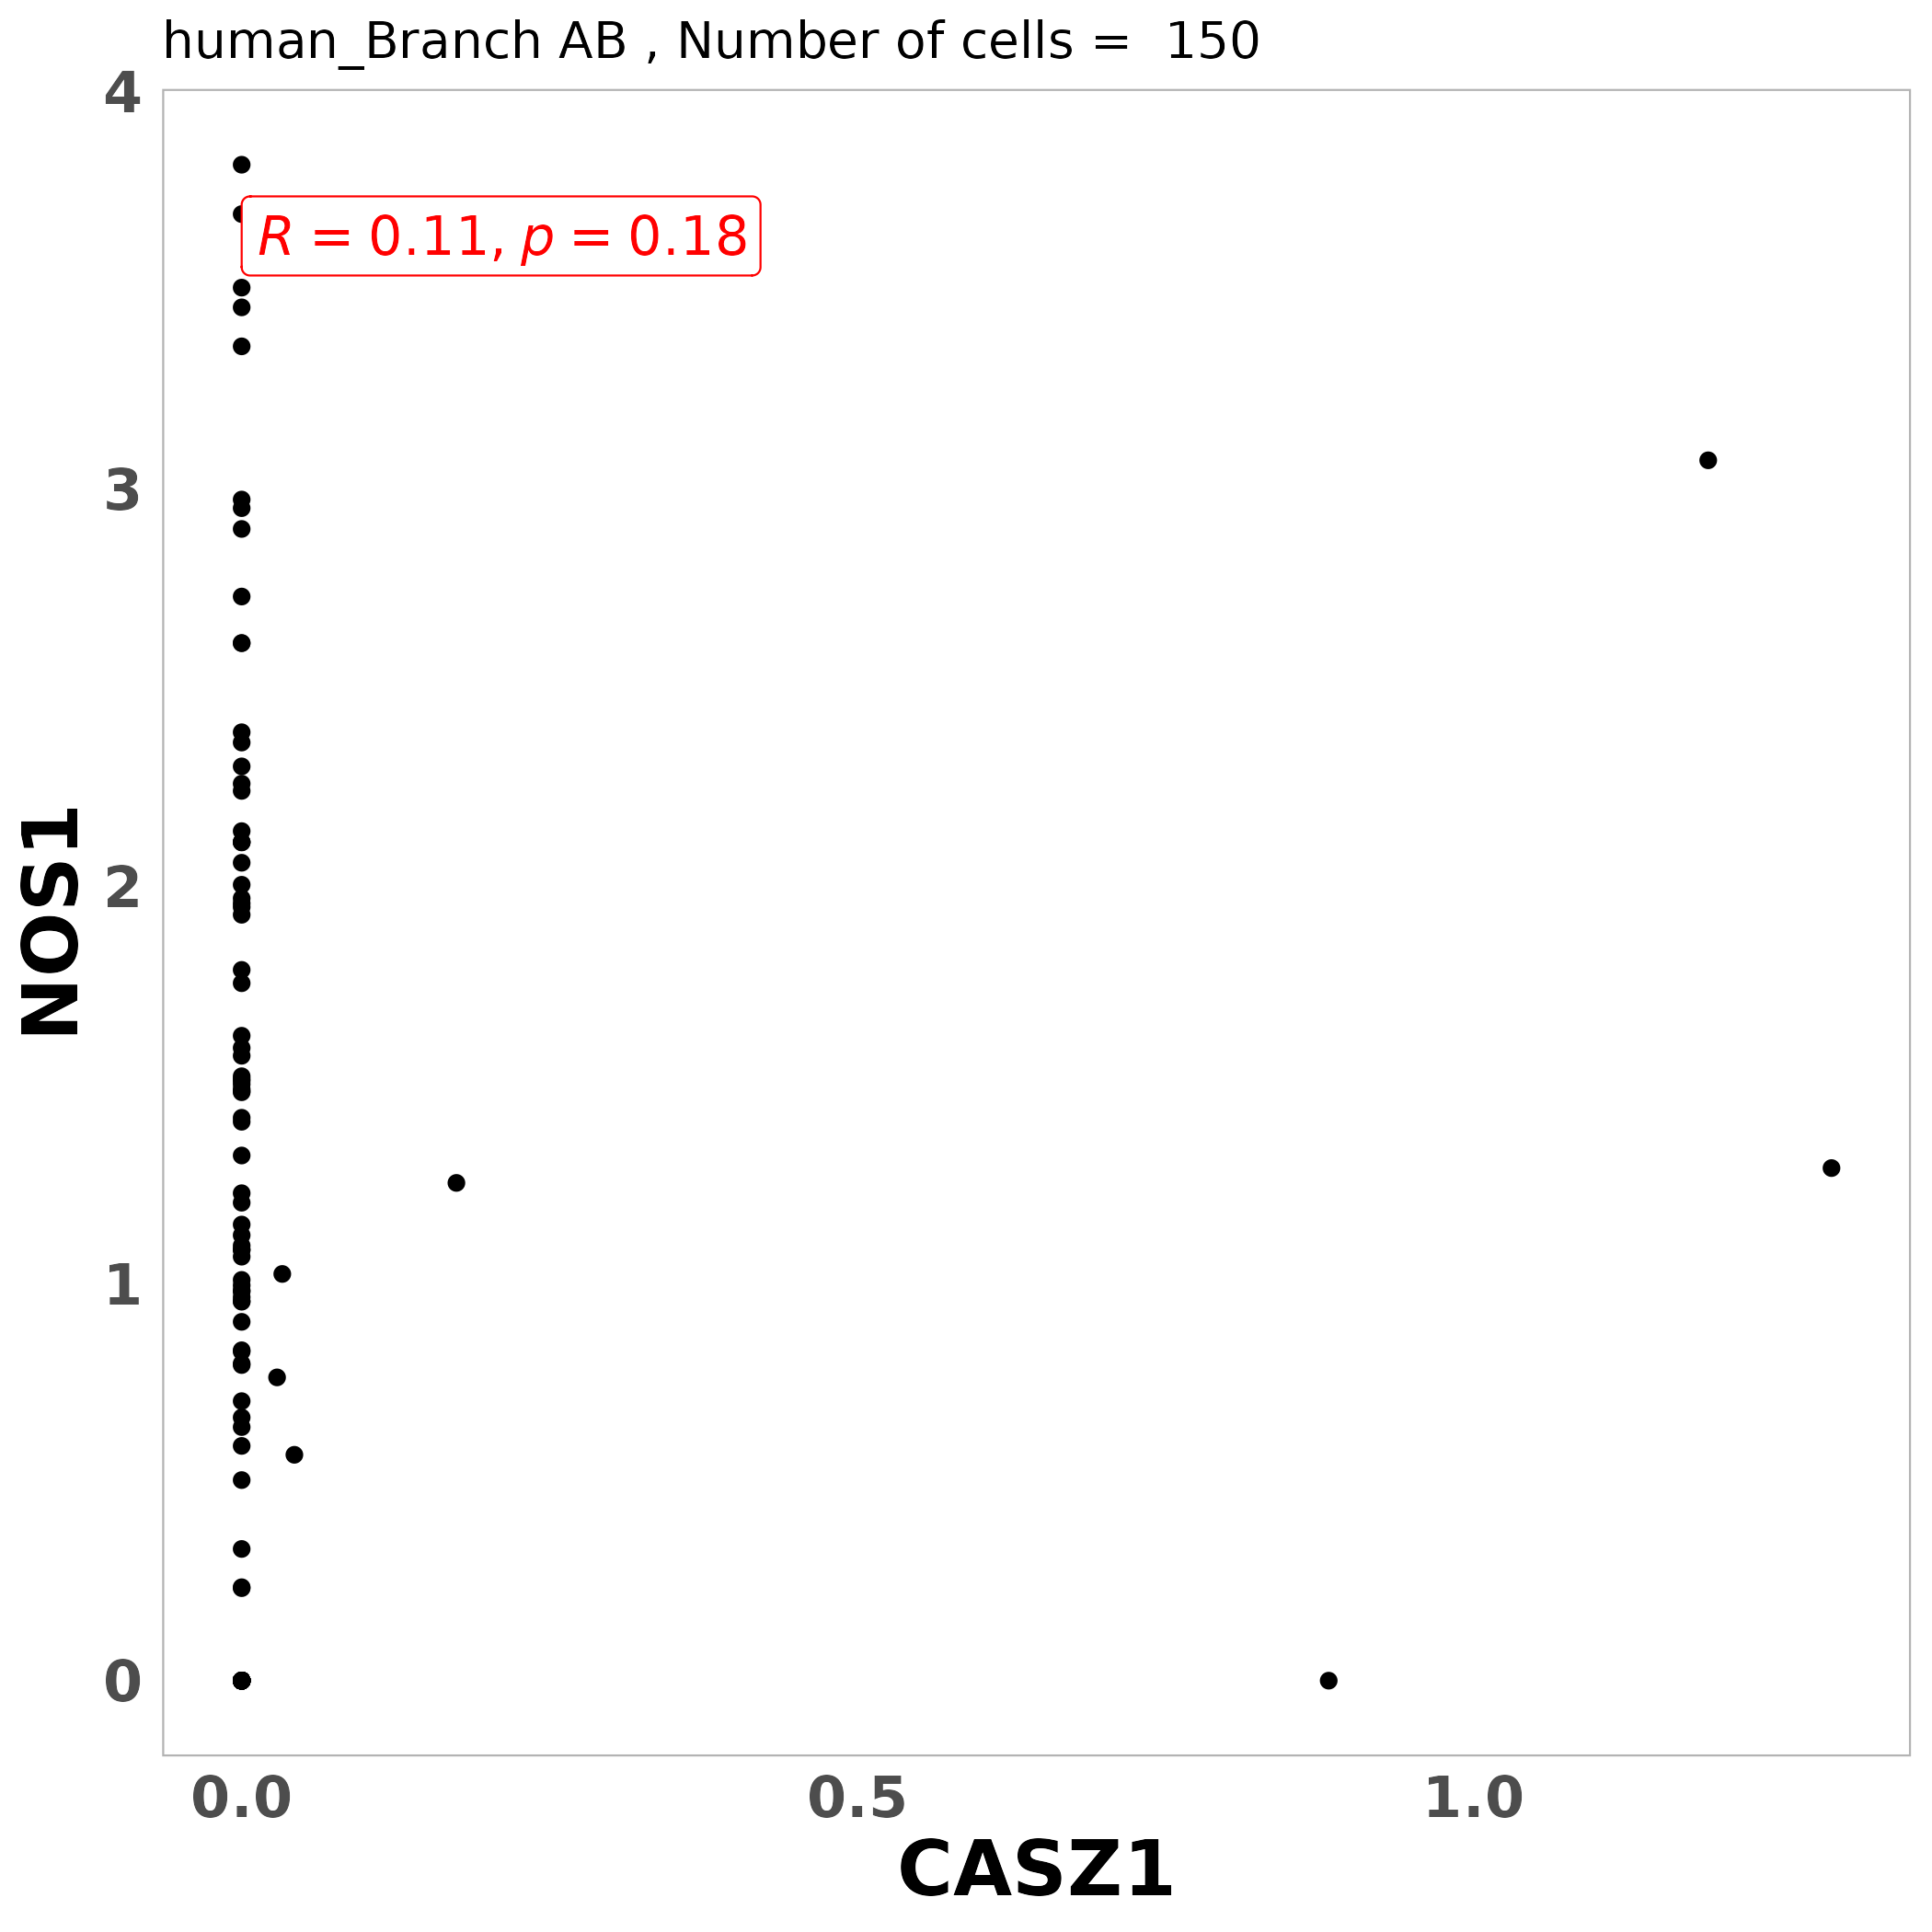 human_Branch AB , Number of cells =  150
4
R = 0.11, p = 0.18
3
2
1
0
NOS1
0.0 0.5 1.0
CASZ1